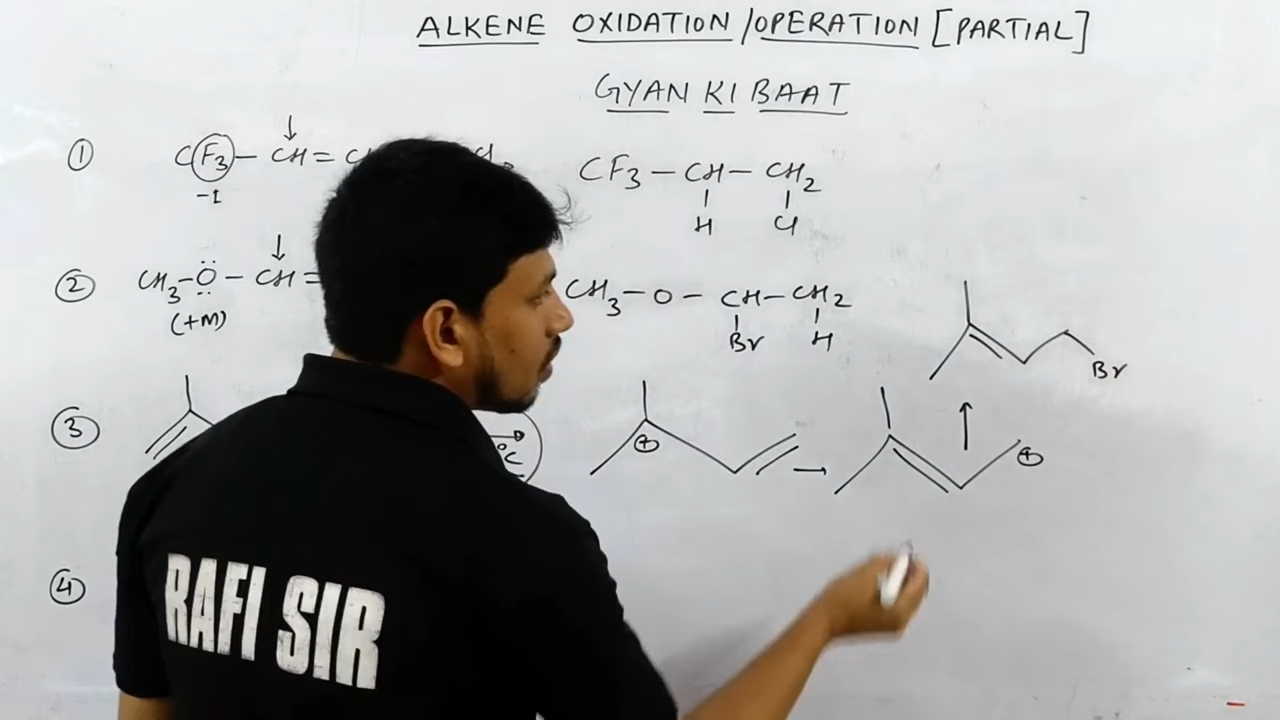 ALKENE OXIDATION/OPERATION [PARTIAL]
GYAN KI BAAT
① CF3 – CH = C
-I
CF3 – CH – CH2
H Cl
② CH3 – Ö – CH =
(+M)
CH3 – O – CH – CH2
Br H
Br
③
°C
⊕
⊕
④
RAFI SIR